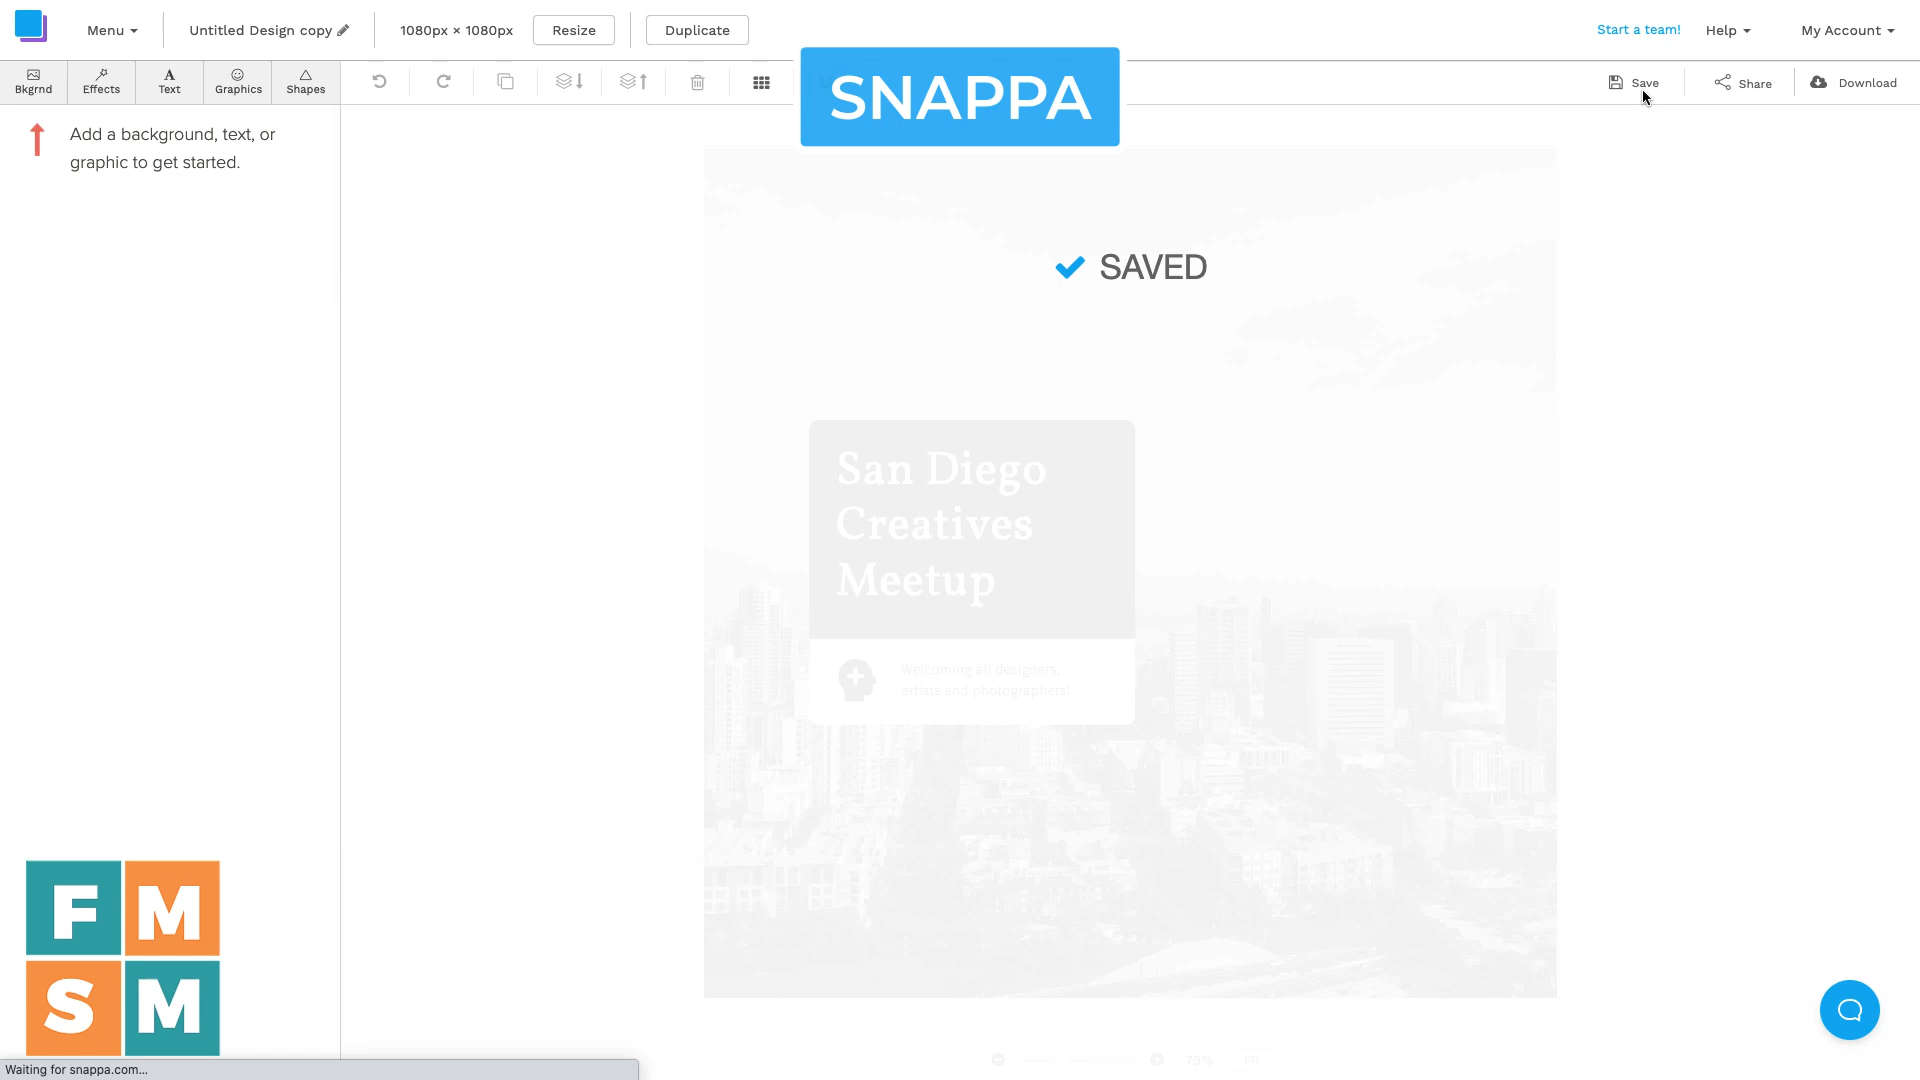 Menu
Untitled Design copy
1080px × 1080px
Resize
Duplicate
Start a team!
Help
My Account
Bkgrnd
Effects
Text
Graphics
Shapes
SNAPPA
Save
Share
Download
Add a background, text, or
graphic to get started.
SAVED
San Diego
Creatives
Meetup
Welcoming all designers,
artists and photographers!
F M
S M
79%
Fit
Waiting for snappa.com...